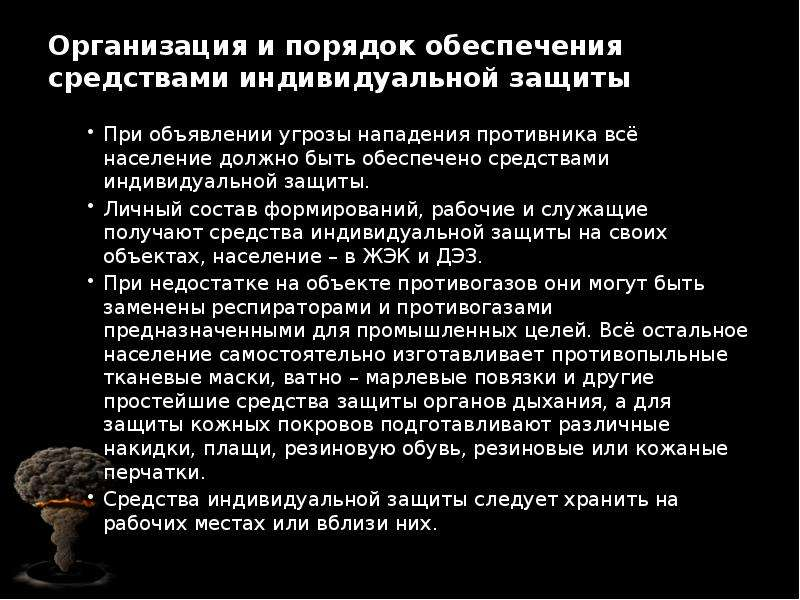 Организация и порядок обеспечения
средствами индивидуальной защиты
• При объявлении угрозы нападения противника всё
население должно быть обеспечено средствами
индивидуальной защиты.
• Личный состав формирований, рабочие и служащие
получают средства индивидуальной защиты на своих
объектах, население – в ЖЭК и ДЭЗ.
• При недостатке на объекте противогазов они могут быть
заменены респираторами и противогазами
предназначенными для промышленных целей. Всё остальное
население самостоятельно изготавливает противопыльные
тканевые маски, ватно – марлевые повязки и другие
простейшие средства защиты органов дыхания, а для
защиты кожных покровов подготавливают различные
накидки, плащи, резиновую обувь, резиновые или кожаные
перчатки.
• Средства индивидуальной защиты следует хранить на
рабочих местах или вблизи них.